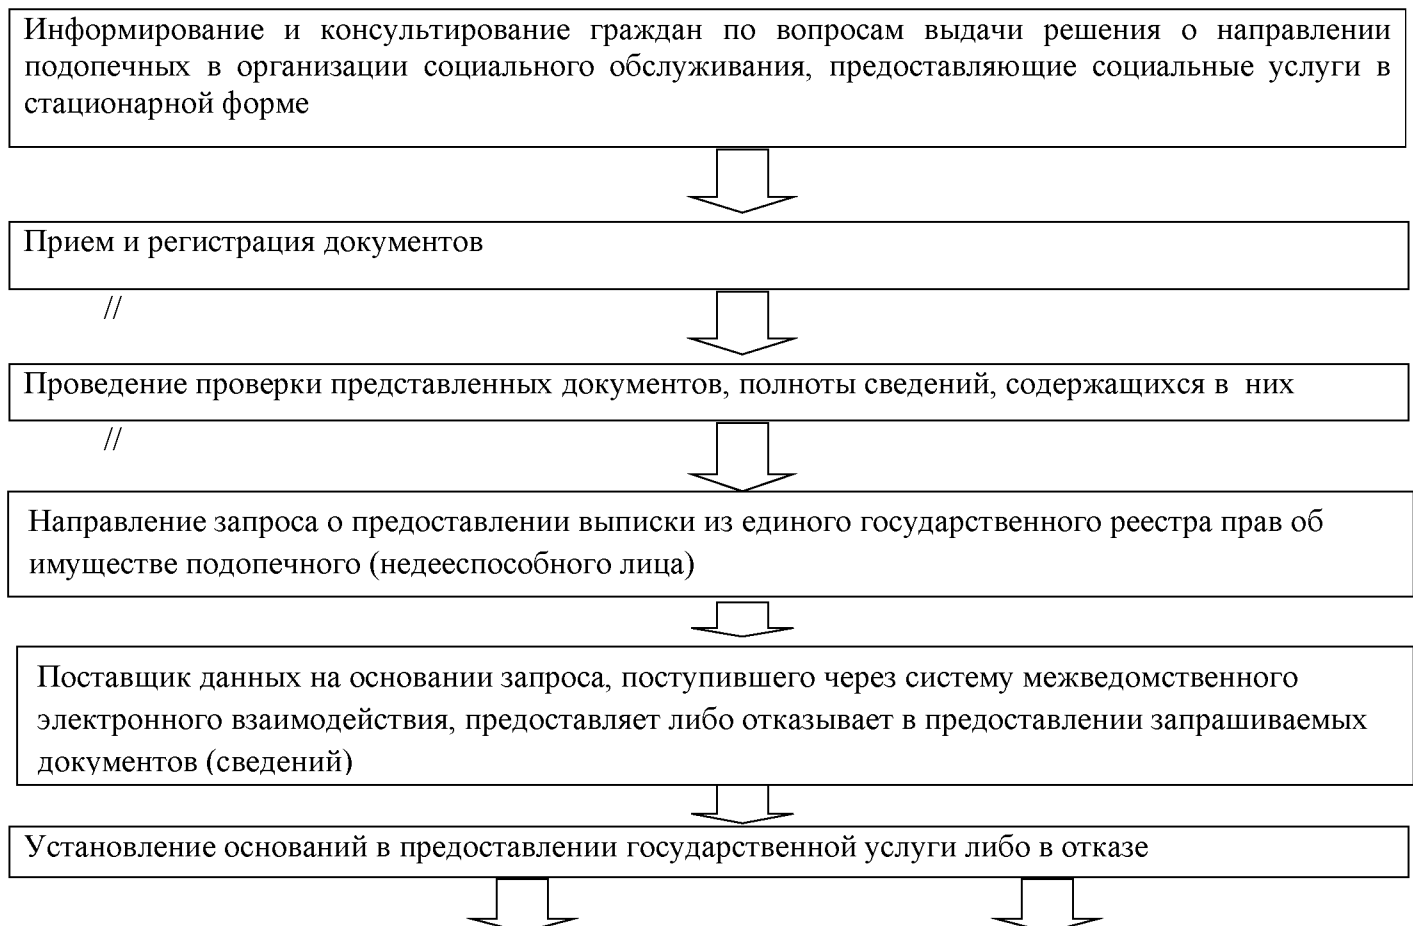 Информирование и консультирование граждан по вопросам выдачи решения о направлении
подопечных в организации социального обслуживания, предоставляющие социальные услуги в
стационарной форме
Прием и регистрация документов
//
Проведение проверки представленных документов, полноты сведений, содержащихся в них
//
Направление запроса о предоставлении выписки из единого государственного реестра прав об
имуществе подопечного (недееспособного лица)
Поставщик данных на основании запроса, поступившего через систему межведомственного
электронного взаимодействия, предоставляет либо отказывает в предоставлении запрашиваемых
документов (сведений)
Установление оснований в предоставлении государственной услуги либо в отказе